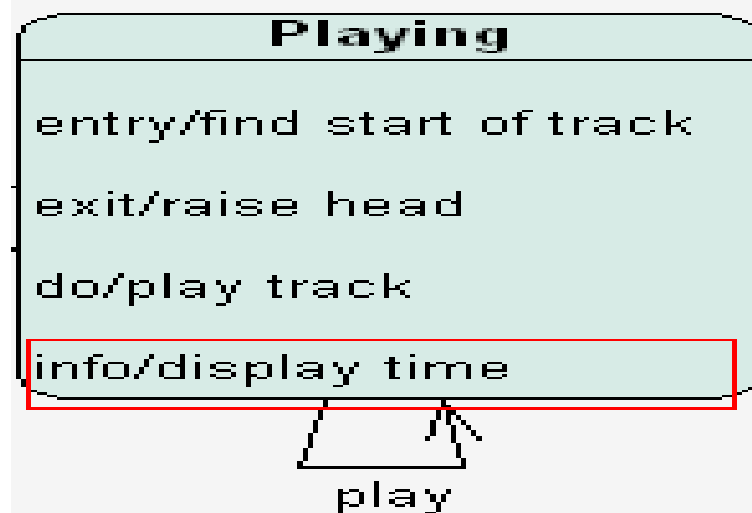 Playing
entry/find start of track
exit/raise head
do/play track
info/display time
play